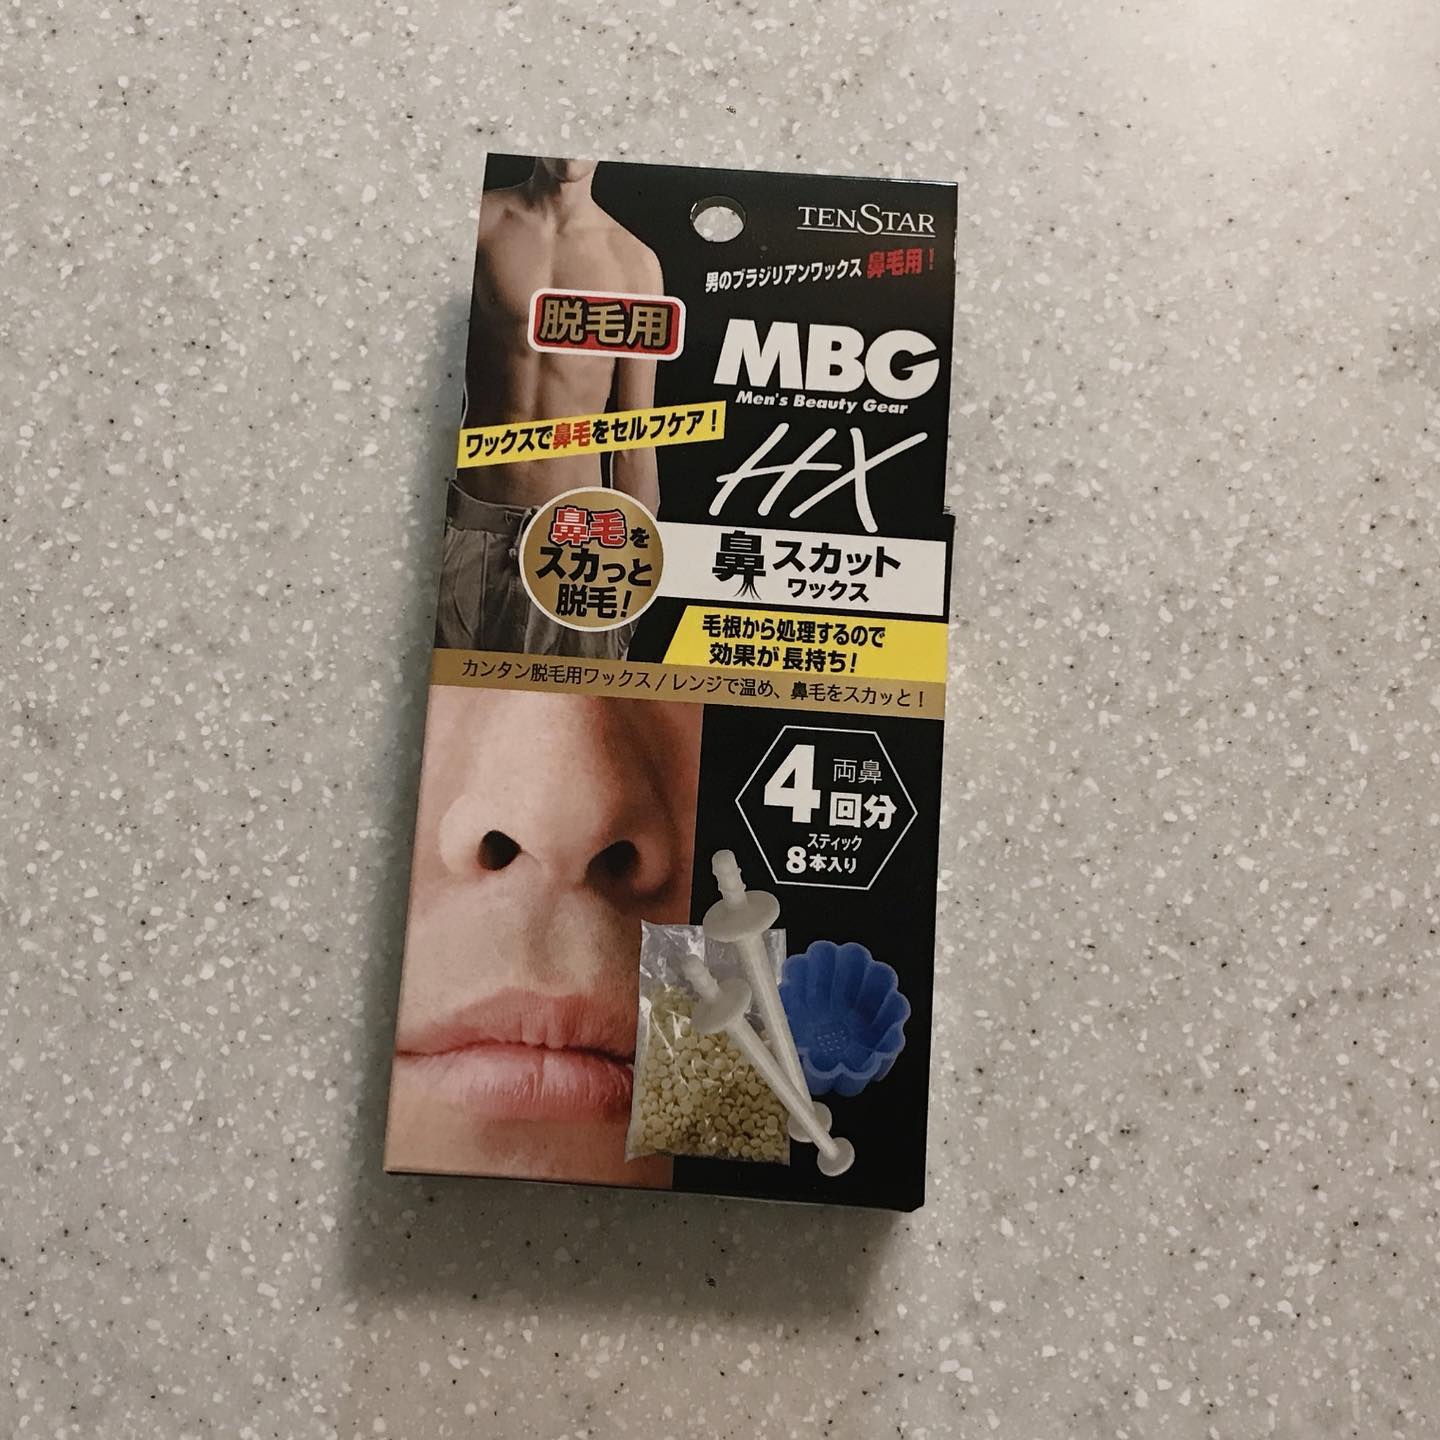 TENSTAR
男のブラジリアンワックス 鼻毛用！
脱毛用
MBG
Men's Beauty Gear
ワックスで鼻毛をセルフケア！
HX
鼻毛を
スカっと
脱毛！
鼻スカット
ワックス
毛根から処理するので
効果が長持ち！
カンタン脱毛用ワックス/レンジで温め、鼻毛をスカッと！
4 両鼻
回分
スティック
8本入り